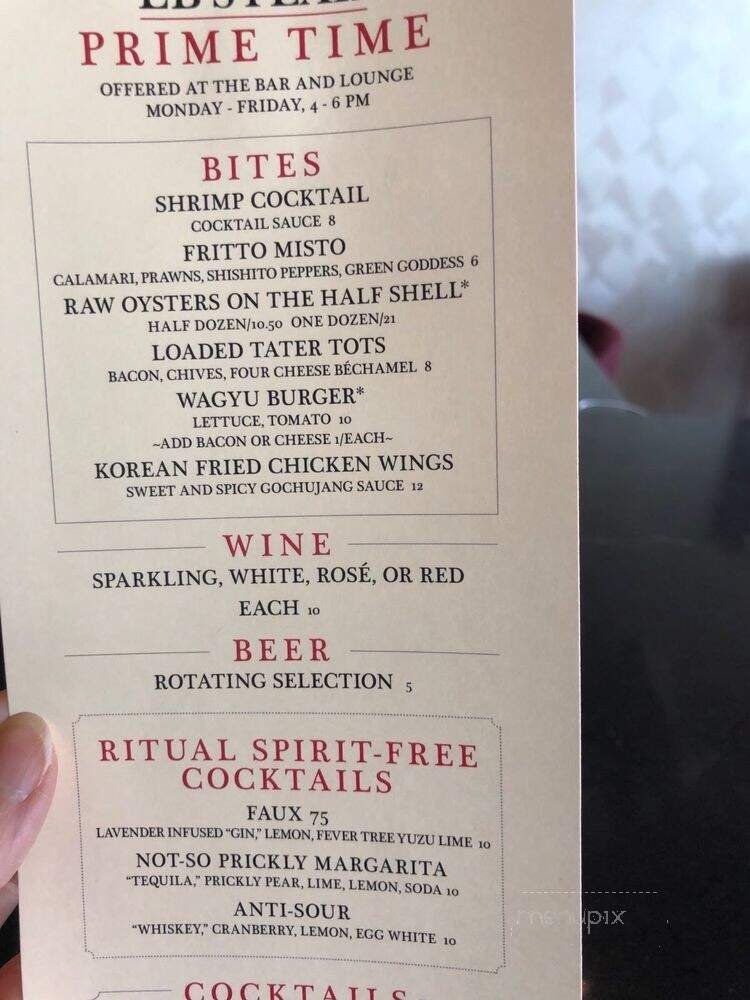 PRIME TIME
OFFERED AT THE BAR AND LOUNGE
MONDAY - FRIDAY, 4 - 6 PM
BITES
SHRIMP COCKTAIL
COCKTAIL SAUCE 8
FRITTO MISTO
CALAMARI, PRAWNS, SHISHITO PEPPERS, GREEN GODDESS 6
RAW OYSTERS ON THE HALF SHELL*
HALF DOZEN/10.50 ONE DOZEN/21
LOADED TATER TOTS
BACON, CHIVES, FOUR CHEESE BÉCHAMEL 8
WAGYU BURGER*
LETTUCE, TOMATO 10
~ADD BACON OR CHEESE 1/EACH~
KOREAN FRIED CHICKEN WINGS
SWEET AND SPICY GOCHUJANG SAUCE 12
WINE
SPARKLING, WHITE, ROSÉ, OR RED
EACH 10
BEER
ROTATING SELECTION 5
RITUAL SPIRIT-FREE
COCKTAILS
FAUX 75
LAVENDER INFUSED “GIN,” LEMON, FEVER TREE YUZU LIME 10
NOT-SO PRICKLY MARGARITA
“TEQUILA,” PRICKLY PEAR, LIME, LEMON, SODA 10
ANTI-SOUR
“WHISKEY,” CRANBERRY, LEMON, EGG WHITE 10
COCKTAILS
menupix